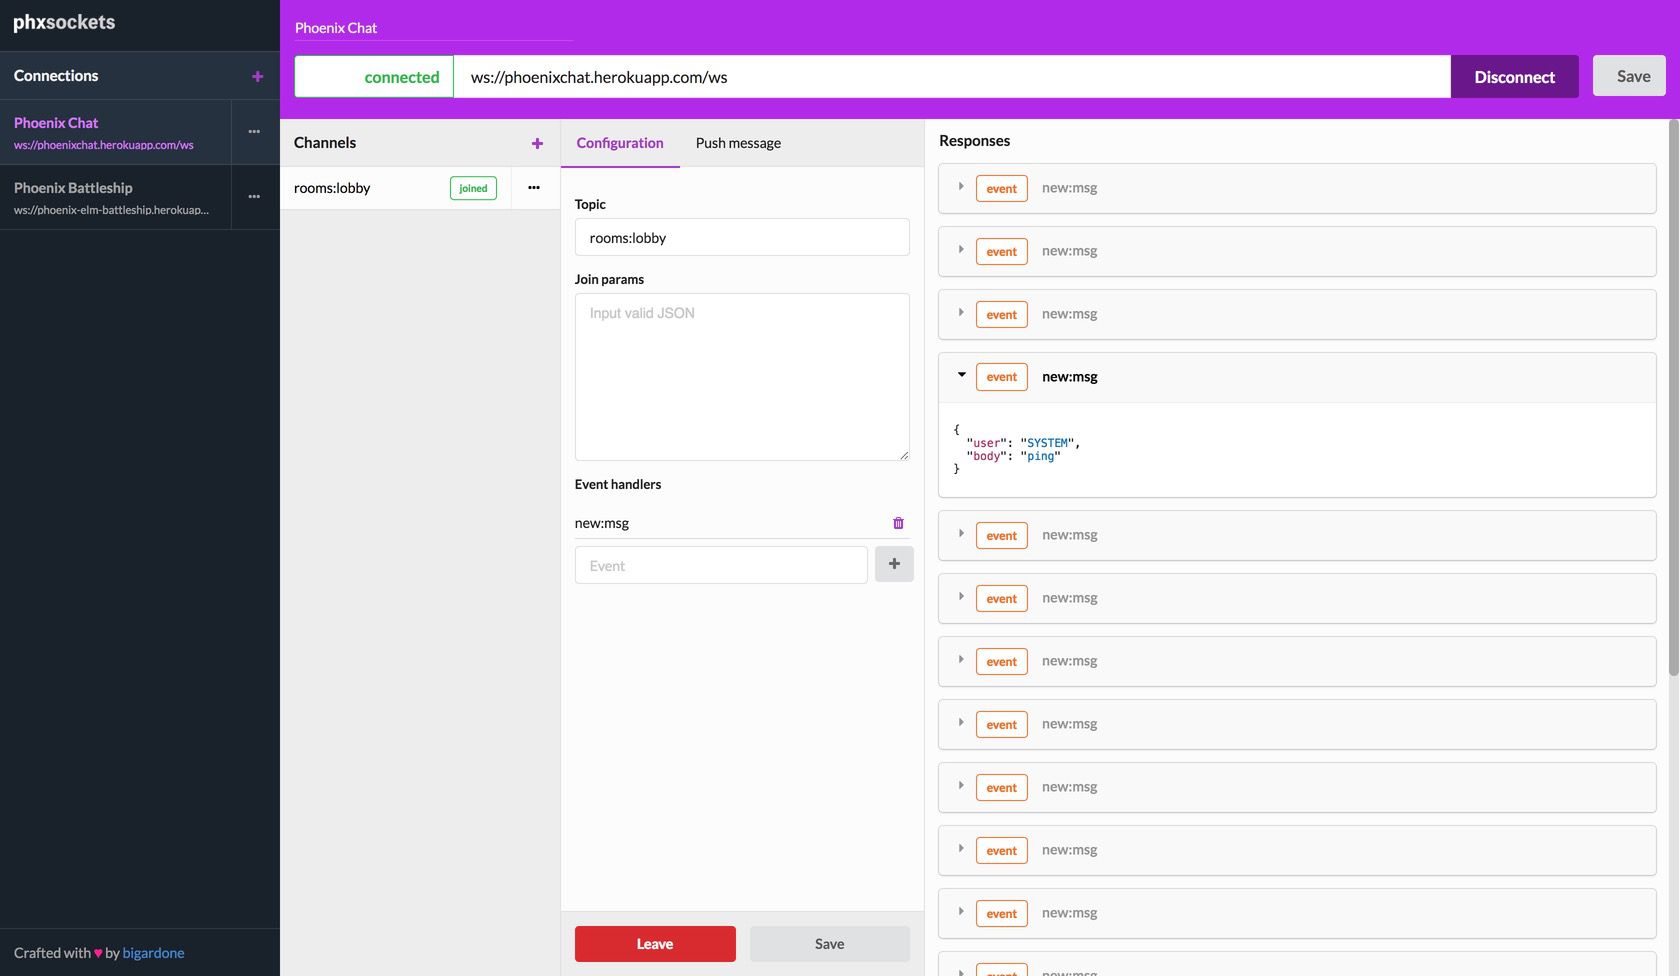 phxsockets
Connections +
Phoenix Chat
ws://phoenixchat.herokuapp.com/ws
...
Phoenix Battleship
ws://phoenix-elm-battleship.herokuap...
...
Crafted with ♥ by bigardone
Phoenix Chat
connected ws://phoenixchat.herokuapp.com/ws Disconnect Save
Channels +
rooms:lobby joined ...
Configuration Push message
Topic
rooms:lobby
Join params
Input valid JSON
Event handlers
new:msg
Event +
Leave Save
Responses
event new:msg
event new:msg
event new:msg
event new:msg
{
"user": "SYSTEM",
"body": "ping"
}
event new:msg
event new:msg
event new:msg
event new:msg
event new:msg
event new:msg
event new:msg
event new:msg